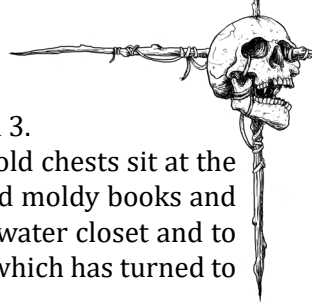 3.
old chests sit at the
d moldy books and
water closet and to
which has turned to